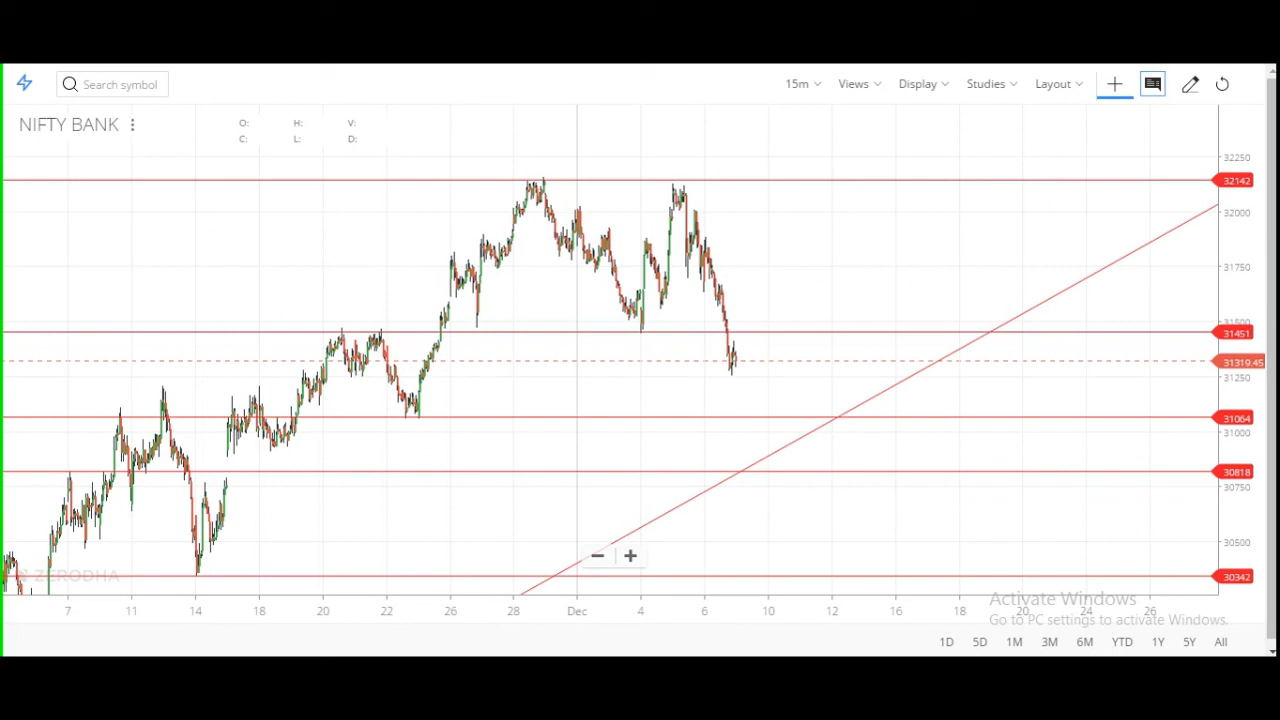 Search symbol 15m Views Display Studies Layout
NIFTY BANK O: H: V:
C: L: D:
32250
32142
32000
31750
31500
31451
31319.45
31250
31064
31000
30818
30750
30500
ZERODHA
30342
7 11 14 18 20 22 26 28 Dec 4 6 10 12 16 18 20 24 26
Activate Windows
Go to PC settings to activate Windows.
1D 5D 1M 3M 6M YTD 1Y 5Y All